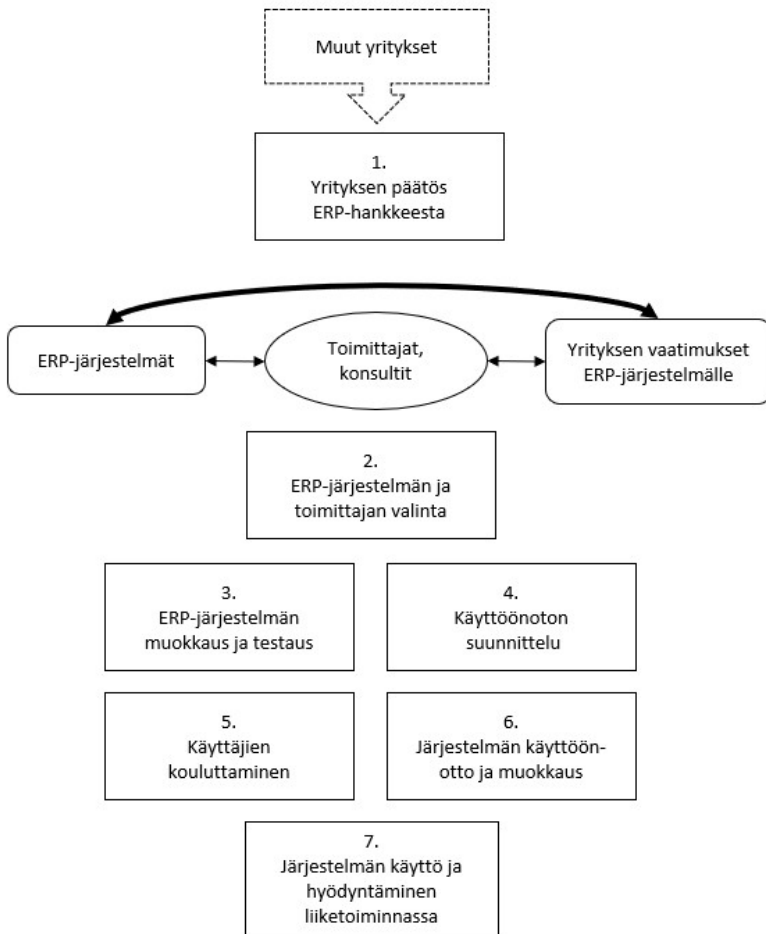 Muut yritykset
1.
Yrityksen päätös
ERP-hankkeesta
ERP-järjestelmät
Toimittajat,
konsultit
Yrityksen vaatimukset
ERP-järjestelmälle
2.
ERP-järjestelmän ja
toimittajan valinta
3.
ERP-järjestelmän
muokkaus ja testaus
4.
Käyttöönoton
suunnittelu
5.
Käyttäjien
kouluttaminen
6.
Järjestelmän käyttöön-
otto ja muokkaus
7.
Järjestelmän käyttö ja
hyödyntäminen
liiketoiminnassa